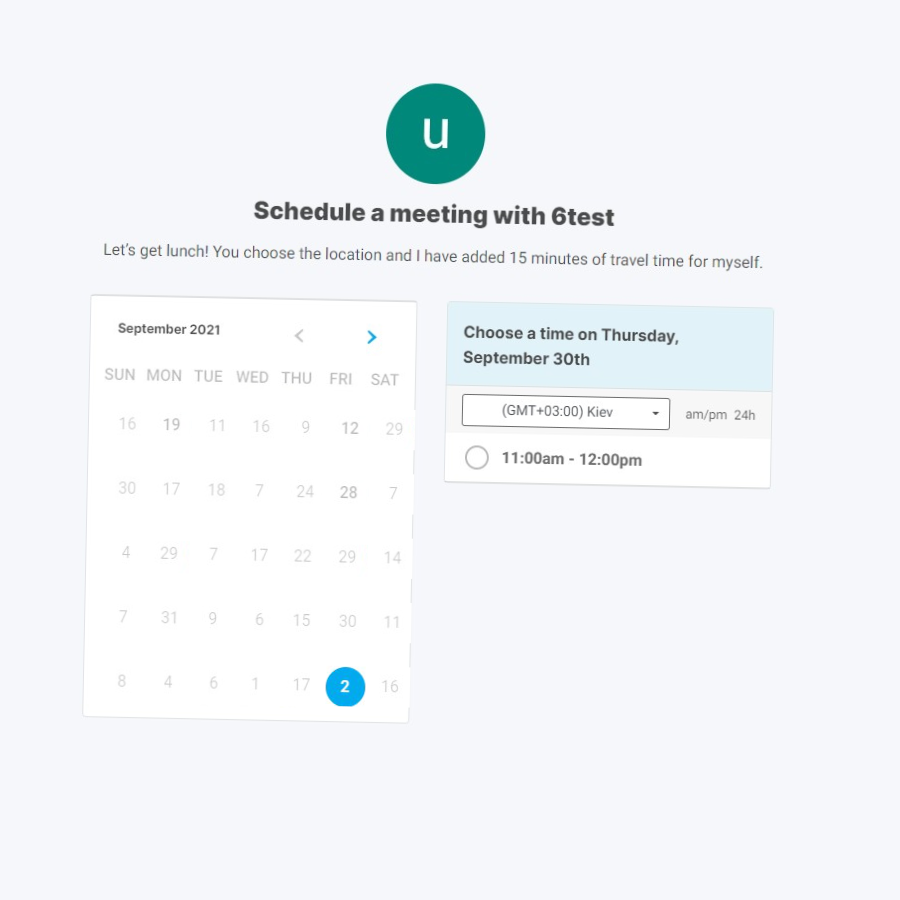 u
Schedule a meeting with 6test
Let's get lunch! You choose the location and I have added 15 minutes of travel time for myself.
September 2021
SUN MON TUE WED THU FRI SAT
16 19 11 16 9 12 29
30 17 18 7 24 28 7
4 29 7 17 22 29 14
7 31 9 6 15 30 11
8 4 6 1 17 2 16
Choose a time on Thursday,
September 30th
(GMT+03:00) Kiev am/pm 24h
11:00am - 12:00pm